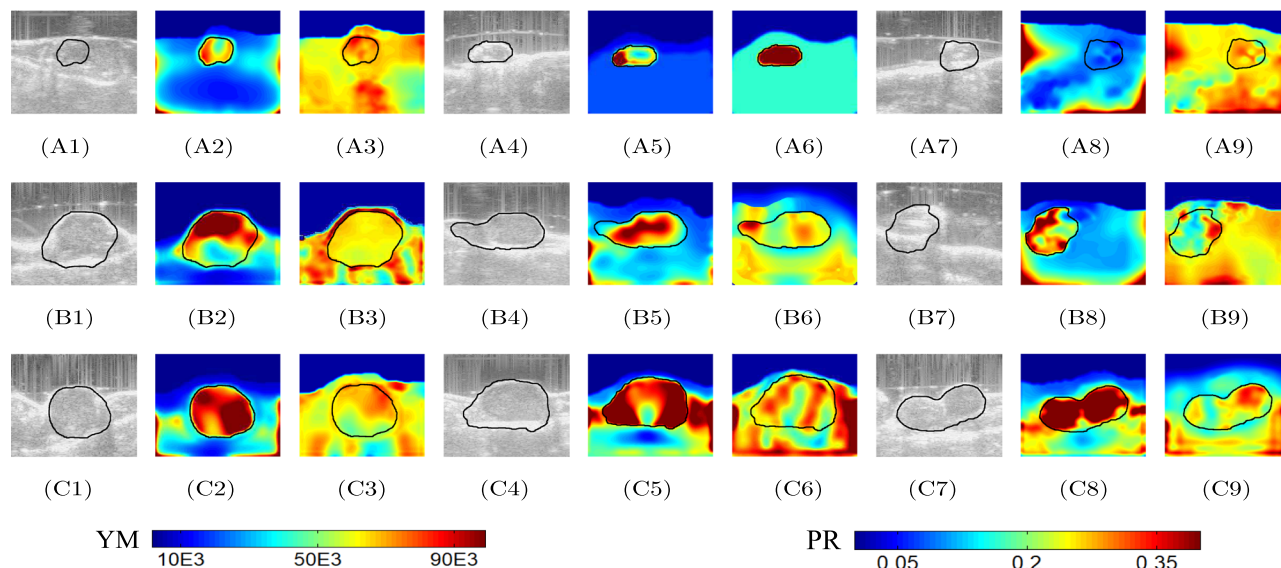 (A1) (A2) (A3) (A4) (A5) (A6) (A7) (A8) (A9)
(B1) (B2) (B3) (B4) (B5) (B6) (B7) (B8) (B9)
(C1) (C2) (C3) (C4) (C5) (C6) (C7) (C8) (C9)
YM 10E3 50E3 90E3 PR 0.05 0.2 0.35